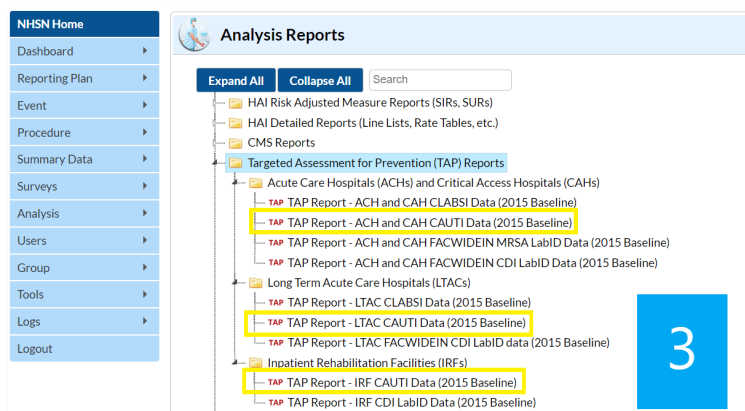 NHSN Home
Dashboard
Reporting Plan
Event
Procedure
Summary Data
Surveys
Analysis
Users
Group
Tools
Logs
Logout
Analysis Reports
Expand All Collapse All Search
HAI Risk Adjusted Measure Reports (SIRs, SURs)
HAI Detailed Reports (Line Lists, Rate Tables, etc.)
CMS Reports
Targeted Assessment for Prevention (TAP) Reports
Acute Care Hospitals (ACHs) and Critical Access Hospitals (CAHs)
TAP TAP Report - ACH and CAH CLABSI Data (2015 Baseline)
TAP TAP Report - ACH and CAH CAUTI Data (2015 Baseline)
TAP TAP Report - ACH and CAH FACWIDEIN MRSA LabID Data (2015 Baseline)
TAP TAP Report - ACH and CAH FACWIDEIN CDI LabID Data (2015 Baseline)
Long Term Acute Care Hospitals (LTACs)
TAP TAP Report - LTAC CLABSI Data (2015 Baseline)
TAP TAP Report - LTAC CAUTI Data (2015 Baseline)
TAP TAP Report - LTAC FACWIDEIN CDI LabID data (2015 Baseline)
Inpatient Rehabilitation Facilities (IRFs)
TAP TAP Report - IRF CAUTI Data (2015 Baseline)
TAP TAP Report - IRF CDI LabID Data (2015 Baseline)
3